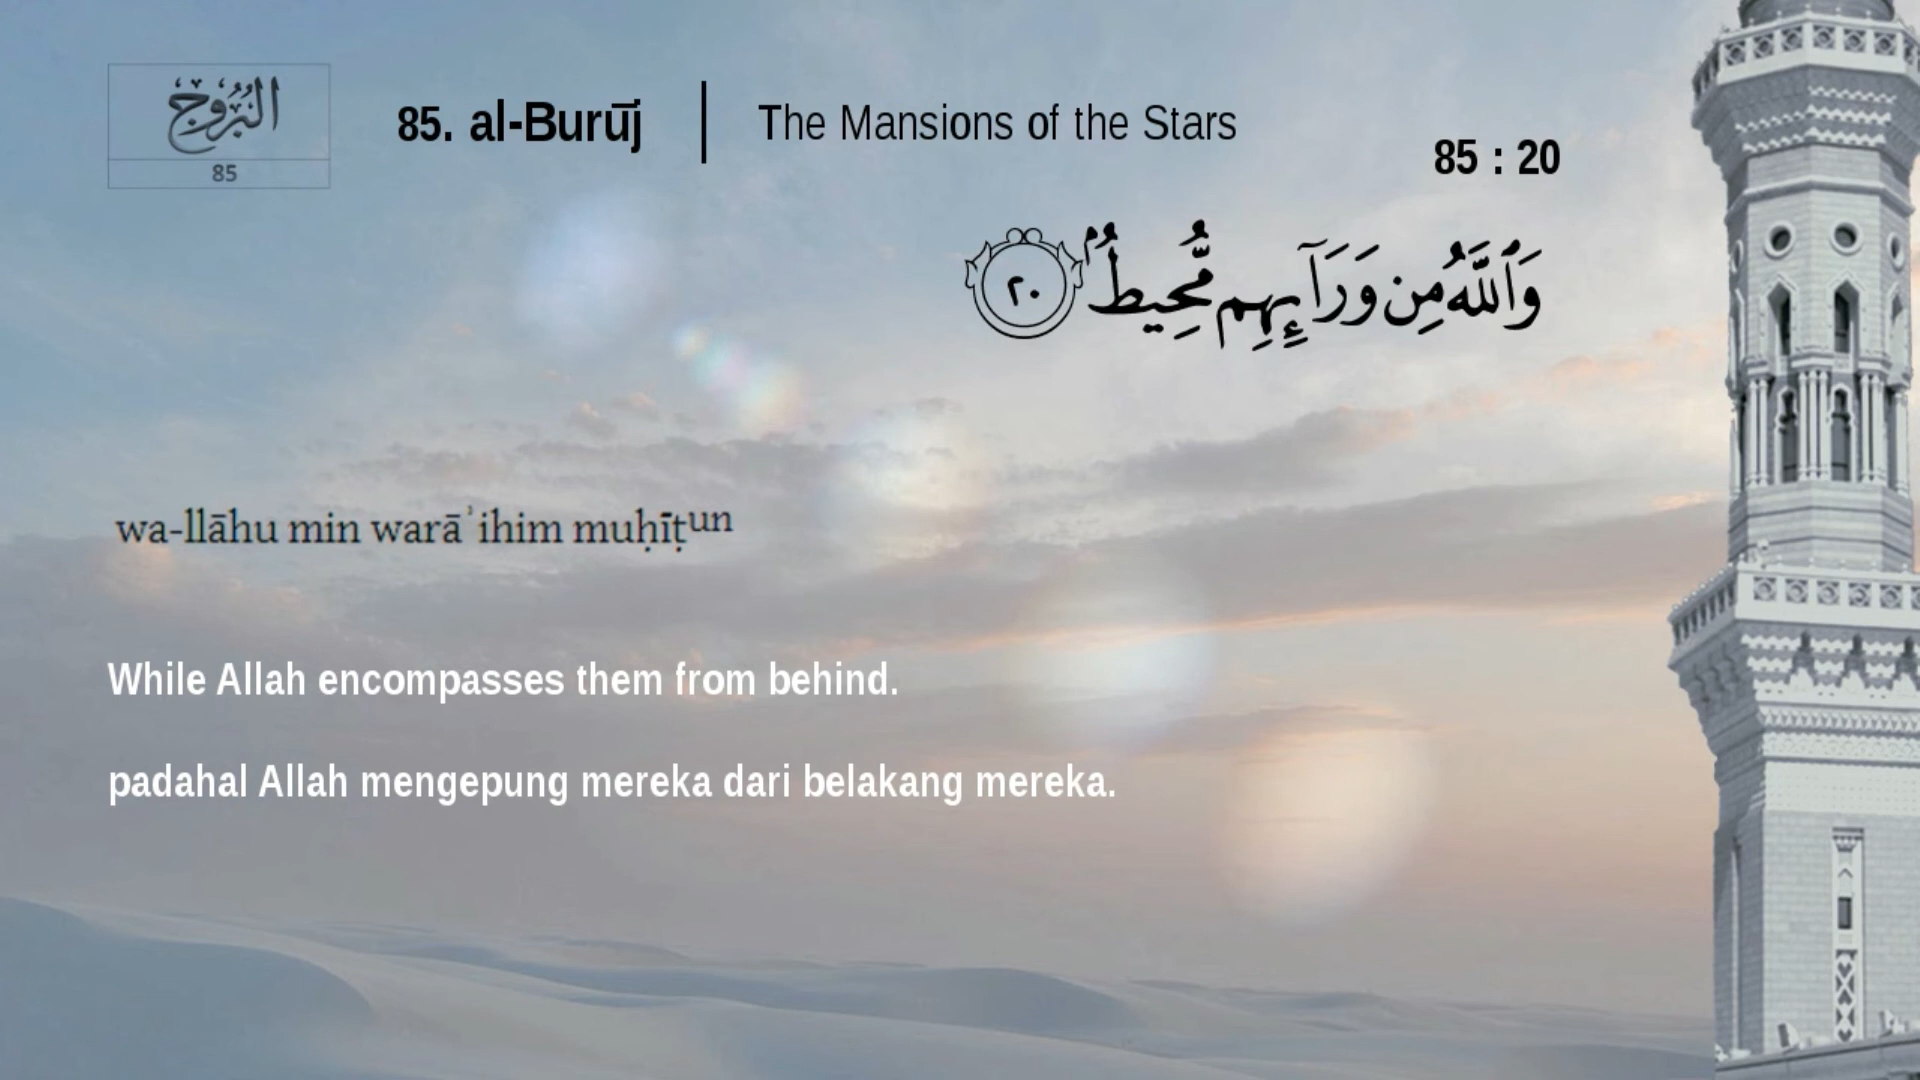 البروج
85
85. al-Burūj | The Mansions of the Stars
85 : 20
وَٱللَّهُ مِن وَرَآئِهِم مُّحِيطٌۢ ٢٠
wa-llāhu min warāʾihim muḥīṭᵘⁿ
While Allah encompasses them from behind.
padahal Allah mengepung mereka dari belakang mereka.